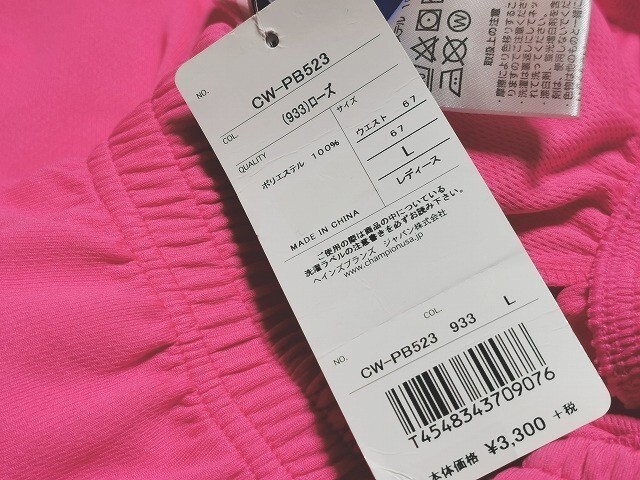 NO. CW-PB523
COL. (933)ローズ
QUALITY
ポリエステル 100%
サイズ
ウエスト 67
67
L
レディース
MADE IN CHINA
ご使用の際は商品の中についている
洗濯ラベルの注意書きを必ずお読み下さい。
ヘインズブランズ ジャパン株式会社
www.championusa.jp
NO. COL.
CW-PB523 933 L
T4548343709076
本体価格 ¥3,300 +税
取扱上の注意